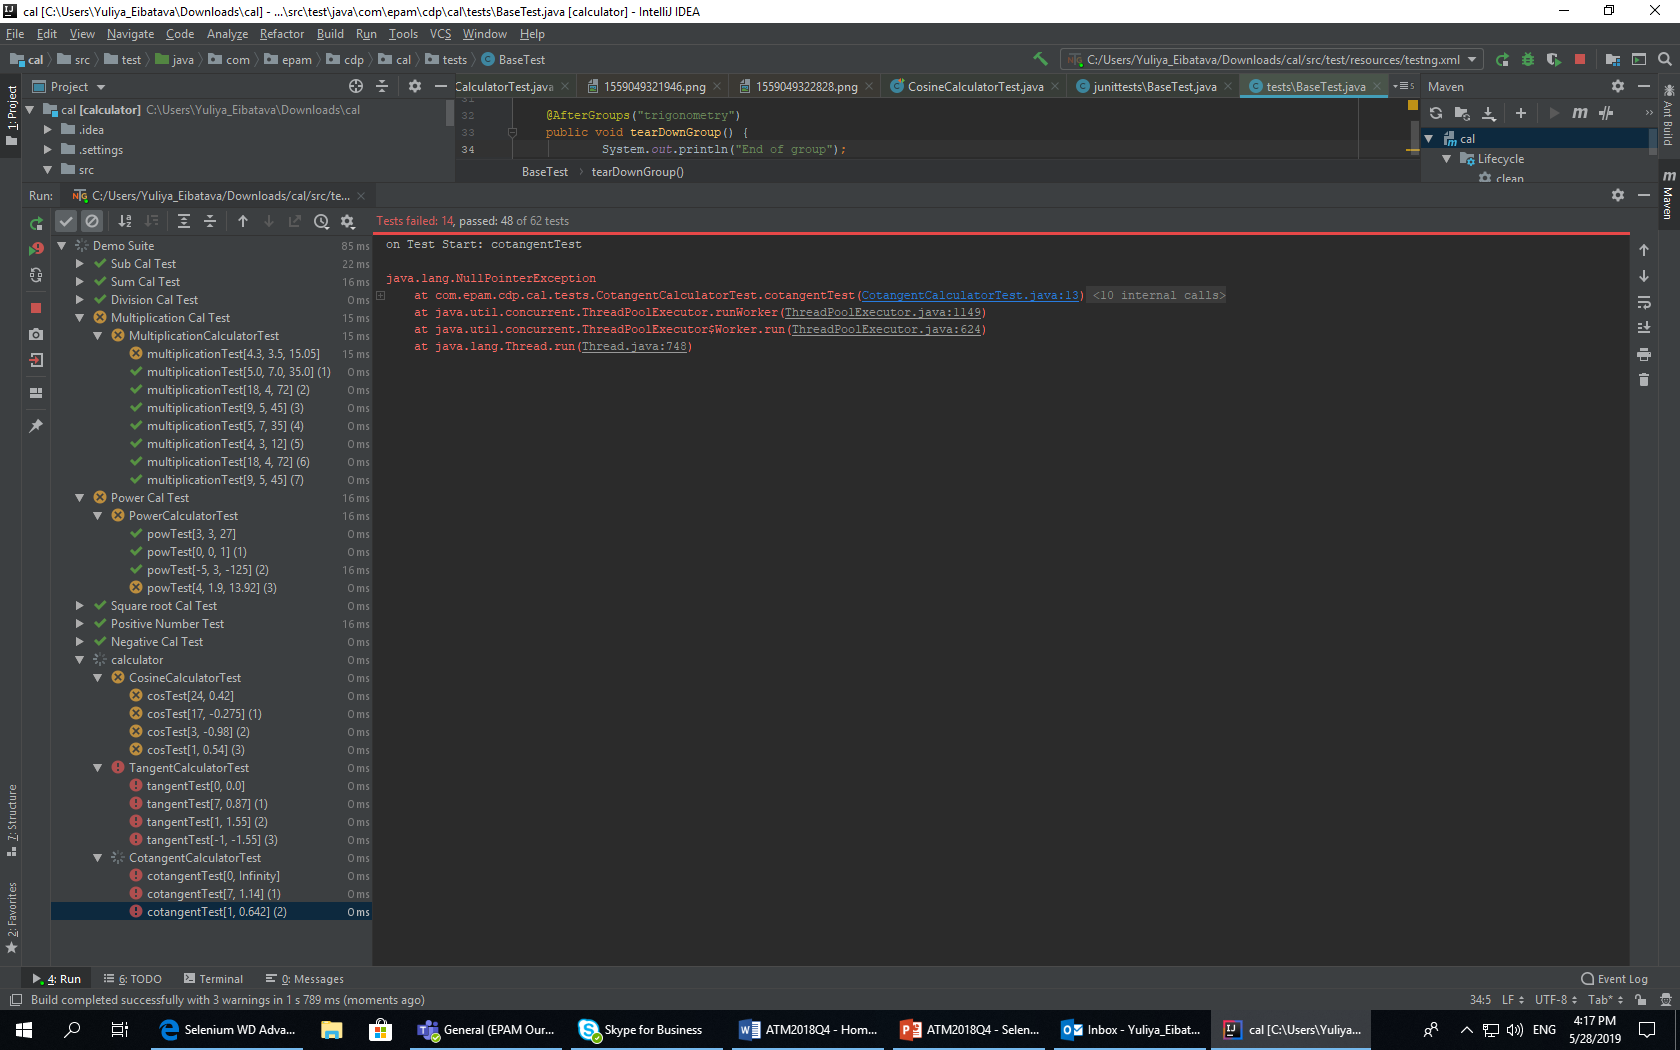 cal [C:\Users\Yuliya_Eibatava\Downloads\cal] - ...\src\test\java\com\epam\cdp\cal\tests\BaseTest.java [calculator] - IntelliJ IDEA
File Edit View Navigate Code Analyze Refactor Build Run Tools VCS Window Help
cal src test java com epam cdp cal tests BaseTest C:/Users/Yuliya_Eibatava/Downloads/cal/src/test/resources/testng.xml
Project CalculatorTest.java 1559049321946.png 1559049322828.png CosineCalculatorTest.java junittests\BaseTest.java tests\BaseTest.java Maven
1: Project
Ant Build
Maven
cal [calculator] C:\Users\Yuliya_Eibatava\Downloads\cal
.idea
.settings
src
32 @AfterGroups("trigonometry")
33 public void tearDownGroup() {
34 System.out.println("End of group");
BaseTest tearDownGroup()
cal
Lifecycle
clean
Run: C:/Users/Yuliya_Eibatava/Downloads/cal/src/te...
Tests failed: 14, passed: 48 of 62 tests
Demo Suite 85 ms
Sub Cal Test 22 ms
Sum Cal Test 16 ms
Division Cal Test 0 ms
Multiplication Cal Test 15 ms
MultiplicationCalculatorTest 15 ms
multiplicationTest[4.3, 3.5, 15.05] 15 ms
multiplicationTest[5.0, 7.0, 35.0] (1) 0 ms
multiplicationTest[18, 4, 72] (2) 0 ms
multiplicationTest[9, 5, 45] (3) 0 ms
multiplicationTest[5, 7, 35] (4) 0 ms
multiplicationTest[4, 3, 12] (5) 0 ms
multiplicationTest[18, 4, 72] (6) 0 ms
multiplicationTest[9, 5, 45] (7) 0 ms
Power Cal Test 16 ms
PowerCalculatorTest 16 ms
powTest[3, 3, 27] 0 ms
powTest[0, 0, 1] (1) 0 ms
powTest[-5, 3, -125] (2) 16 ms
powTest[4, 1.9, 13.92] (3) 0 ms
Square root Cal Test 16 ms
Positive Number Test 16 ms
Negative Cal Test 0 ms
calculator 0 ms
CosineCalculatorTest 0 ms
cosTest[24, 0.42] 0 ms
cosTest[17, -0.275] (1) 0 ms
cosTest[3, -0.98] (2) 0 ms
cosTest[1, 0.54] (3) 0 ms
TangentCalculatorTest 0 ms
tangentTest[0, 0.0] 0 ms
tangentTest[7, 0.87] (1) 0 ms
tangentTest[1, 1.55] (2) 0 ms
tangentTest[-1, -1.55] (3) 0 ms
CotangentCalculatorTest 0 ms
cotangentTest[0, Infinity] 0 ms
cotangentTest[7, 1.14] (1) 0 ms
cotangentTest[1, 0.642] (2) 0 ms
on Test Start: cotangentTest
java.lang.NullPointerException
at com.epam.cdp.cal.tests.CotangentCalculatorTest.cotangentTest(CotangentCalculatorTest.java:13) <10 internal calls>
at java.util.concurrent.ThreadPoolExecutor.runWorker(ThreadPoolExecutor.java:1149)
at java.util.concurrent.ThreadPoolExecutor$Worker.run(ThreadPoolExecutor.java:624)
at java.lang.Thread.run(Thread.java:748)
7: Structure
2: Favorites
4: Run 6: TODO Terminal 0: Messages Event Log
Build completed successfully with 3 warnings in 1 s 789 ms (moments ago) 34:5 LF UTF-8 Tab*
Selenium WD Adva... General (EPAM Our... Skype for Business ATM2018Q4 - Hom... ATM2018Q4 - Selen... Inbox - Yuliya_Eibat... cal [C:\Users\Yuliya... ENG
4:17 PM
5/28/2019